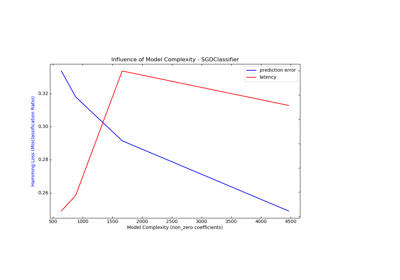 Influence of Model Complexity - SGDClassifier
prediction error
latency
Hamming Loss (Misclassification Ratio)
0.32
0.30
0.28
0.26
500 1000 1500 2000 2500 3000 3500 4000 4500
Model Complexity (non_zero coefficients)